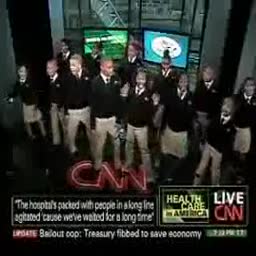 CNN
"The hospital's packed with people in a long line
agitated 'cause we've waited for a long time"
HEALTH
CARE
IN AMERICA
LIVE
CNN
UPDATE Bailout cop: Treasury fibbed to save economy